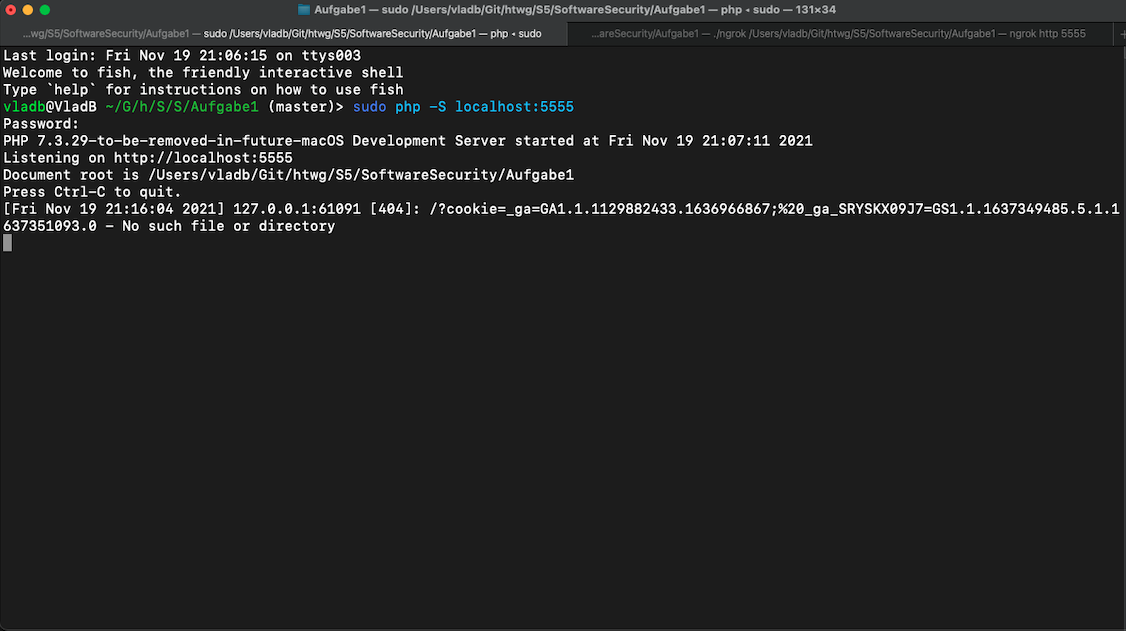 Aufgabe1 — sudo /Users/vladb/Git/htwg/S5/SoftwareSecurity/Aufgabe1 — php ◂ sudo — 131×34
...wg/S5/SoftwareSecurity/Aufgabe1 — sudo /Users/vladb/Git/htwg/S5/SoftwareSecurity/Aufgabe1 — php ◂ sudo
...areSecurity/Aufgabe1 — ./ngrok /Users/vladb/Git/htwg/S5/SoftwareSecurity/Aufgabe1 — ngrok http 5555
Last login: Fri Nov 19 21:06:15 on ttys003
Welcome to fish, the friendly interactive shell
Type `help` for instructions on how to use fish
vladb@VladB ~/G/h/S/S/Aufgabe1 (master)> sudo php -S localhost:5555
Password:
PHP 7.3.29-to-be-removed-in-future-macOS Development Server started at Fri Nov 19 21:07:11 2021
Listening on http://localhost:5555
Document root is /Users/vladb/Git/htwg/S5/SoftwareSecurity/Aufgabe1
Press Ctrl-C to quit.
[Fri Nov 19 21:16:04 2021] 127.0.0.1:61091 [404]: /?cookie=_ga=GA1.1.1129882433.1636966867;%20_ga_SRYSKX09J7=GS1.1.1637349485.5.1.1
637351093.0 - No such file or directory